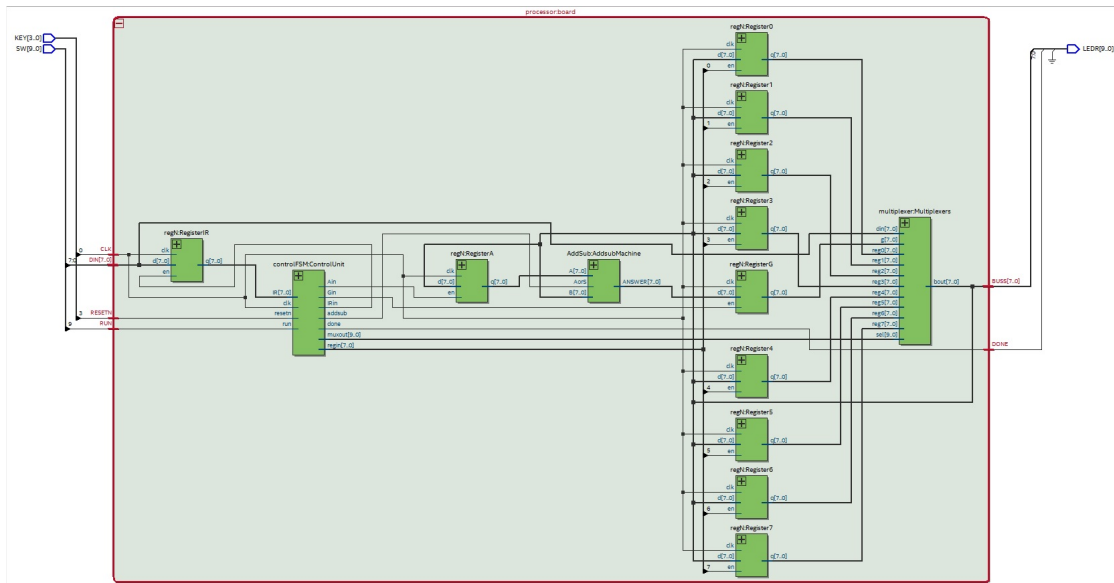 processor:board
KEY[3..0]
SW[9..0]
CLK
0
7:0
DIN[7..0]
3
RESETN
9
RUN
regN:RegisterIR
clk
d[7..0]
en
q[7..0]
controlFSM:ControlUnit
IR[7..0]
clk
resetn
run
Ain
Gin
IRin
addsub
done
muxout[9..0]
regin[7..0]
regN:RegisterA
clk
d[7..0]
en
q[7..0]
AddSub:AddsubMachine
A[7..0]
AorS
B[7..0]
ANSWER[7..0]
regN:Register0
clk
d[7..0]
0
en
q[7..0]
regN:Register1
clk
d[7..0]
1
en
q[7..0]
regN:Register2
clk
d[7..0]
2
en
q[7..0]
regN:Register3
clk
d[7..0]
3
en
q[7..0]
regN:RegisterG
clk
d[7..0]
en
q[7..0]
regN:Register4
clk
d[7..0]
4
en
q[7..0]
regN:Register5
clk
d[7..0]
5
en
q[7..0]
regN:Register6
clk
d[7..0]
6
en
q[7..0]
regN:Register7
clk
d[7..0]
7
en
q[7..0]
multiplexer:Multiplexers
din[7..0]
g[7..0]
reg0[7..0]
reg1[7..0]
reg2[7..0]
reg3[7..0]
reg4[7..0]
reg5[7..0]
reg6[7..0]
reg7[7..0]
sel[9..0]
bout[7..0]
BUSS[7..0]
DONE
7:0
LEDR[9..0]